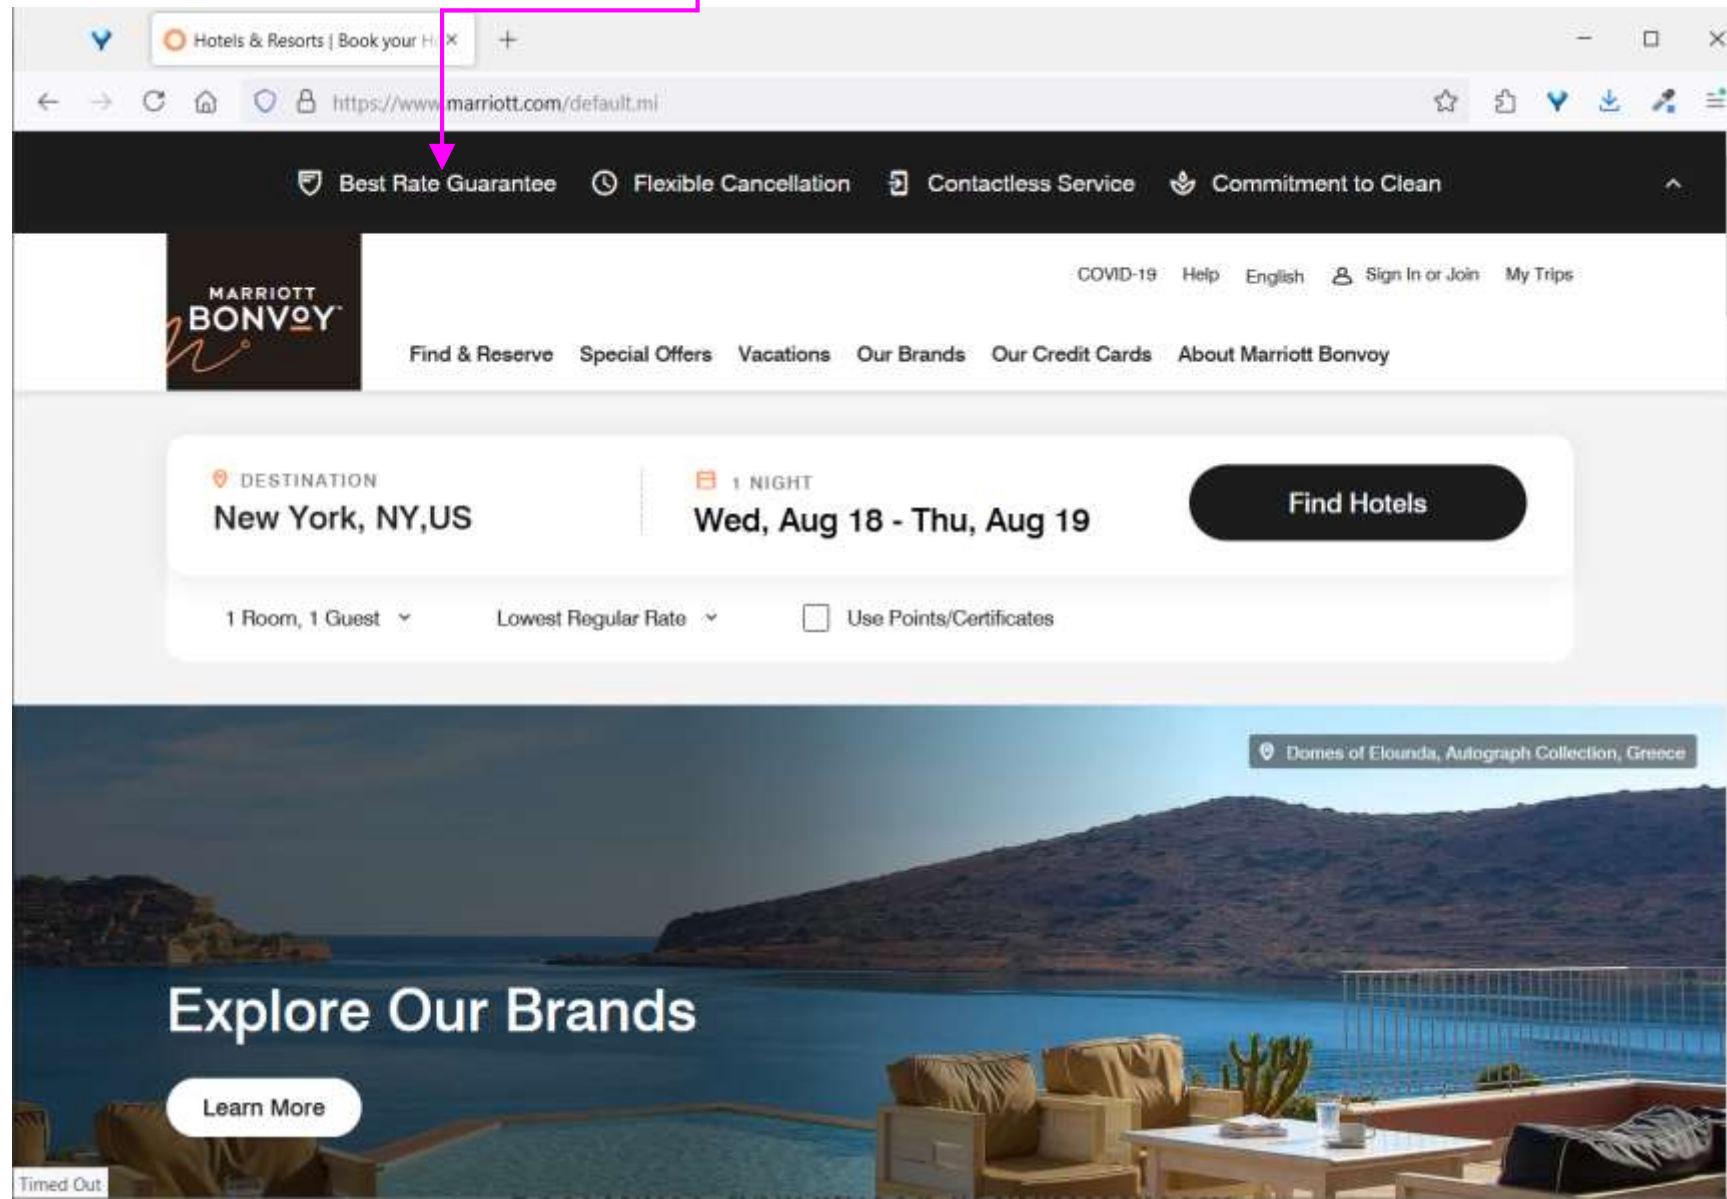 Hotels & Resorts | Book your H
https://www.marriott.com/default.mi
Best Rate Guarantee Flexible Cancellation Contactless Service Commitment to Clean
COVID-19 Help English Sign In or Join My Trips
MARRIOTT
BONVOY
Find & Reserve Special Offers Vacations Our Brands Our Credit Cards About Marriott Bonvoy
DESTINATION 1 NIGHT
New York, NY,US Wed, Aug 18 - Thu, Aug 19 Find Hotels
1 Room, 1 Guest Lowest Regular Rate Use Points/Certificates
Domes of Elounda, Autograph Collection, Greece
Explore Our Brands
Learn More
Timed Out